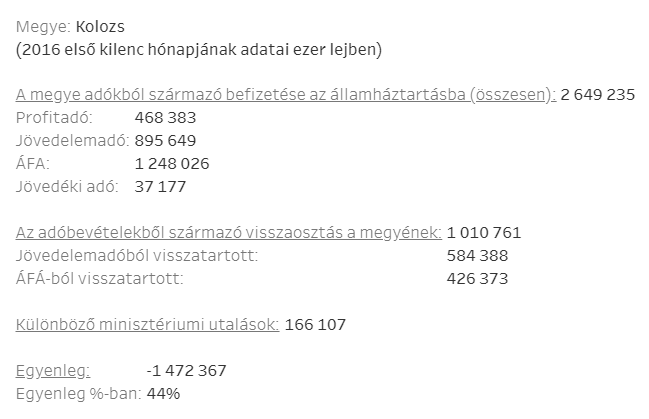 Megye: Kolozs
(2016 első kilenc hónapjának adatai ezer lejben)
A megye adókból származó befizetése az államháztartásba (összesen): 2 649 235
Profitadó: 468 383
Jövedelemadó: 895 649
ÁFA: 1 248 026
Jövedéki adó: 37 177
Az adóbevételekből származó visszaosztás a megyének: 1 010 761
Jövedelemadóból visszatartott: 584 388
ÁFÁ-ból visszatartott: 426 373
Különböző minisztériumi utalások: 166 107
Egyenleg: -1 472 367
Egyenleg %-ban: 44%